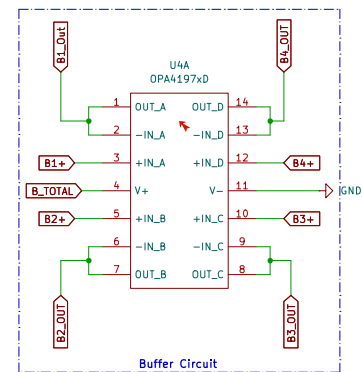 B1_Out
B4_OUT
U4A
OPA4197xD
1 OUT_A OUT_D 14
2 -IN_A -IN_D 13
B1+ 3 +IN_A +IN_D 12 B4+
B_TOTAL 4 V+ V- 11 GND
B2+ 5 +IN_B +IN_C 10 B3+
6 -IN_B -IN_C 9
7 OUT_B OUT_C 8
B2_OUT
B3_OUT
Buffer Circuit